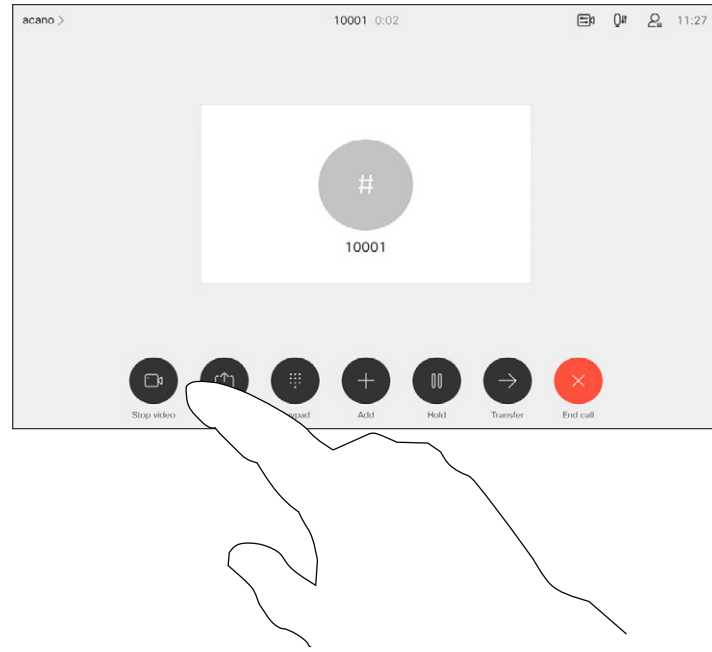 acano >
10001 0:02
11:27
#
10001
Stop video
Add
Hold
Transfer
End call